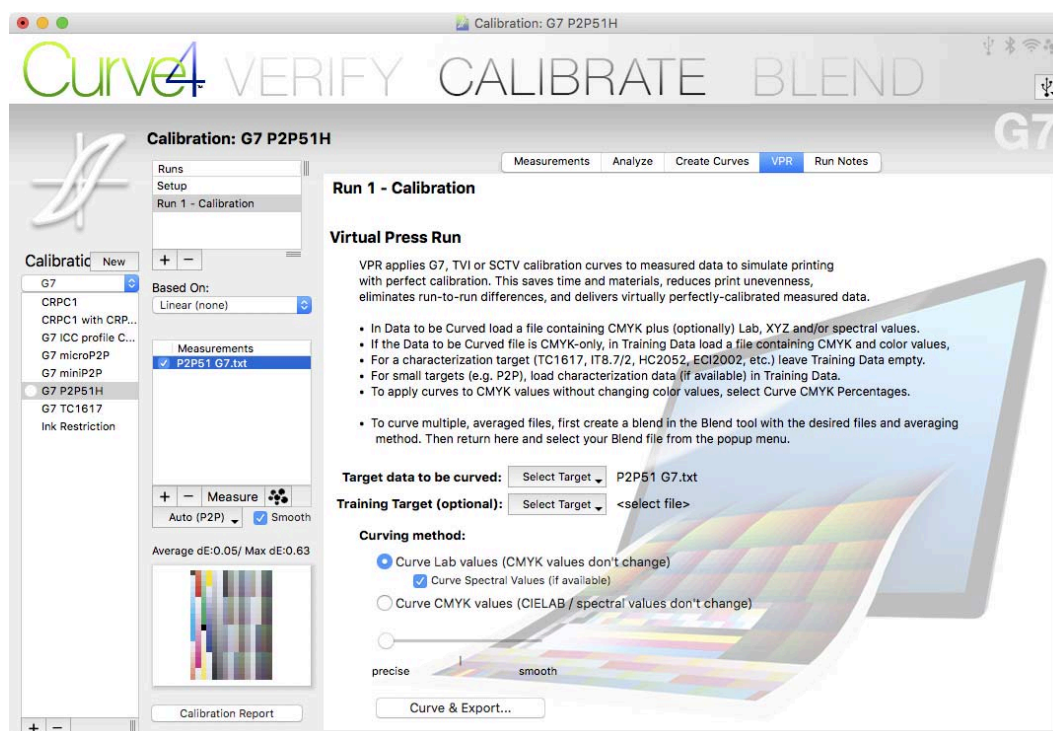 Calibration: G7 P2P51H
Curve4 VERIFY CALIBRATE BLEND
G7
Calibration: G7 P2P51H
Runs
Setup
Run 1 - Calibration
+ −
Based On:
Linear (none)
Measurements
P2P51 G7.txt
+ − Measure
Auto (P2P) Smooth
Average dE:0.05/ Max dE:0.63
Calibration Report
Calibratic New
G7
CRPC1
CRPC1 with CRP...
G7 ICC profile C...
G7 microP2P
G7 miniP2P
G7 P2P51H
G7 TC1617
Ink Restriction
+ −
Measurements Analyze Create Curves VPR Run Notes
Run 1 - Calibration
Virtual Press Run
VPR applies G7, TVI or SCTV calibration curves to measured data to simulate printing
with perfect calibration. This saves time and materials, reduces print unevenness,
eliminates run-to-run differences, and delivers virtually perfectly-calibrated measured data.
• In Data to be Curved load a file containing CMYK plus (optionally) Lab, XYZ and/or spectral values.
• If the Data to be Curved file is CMYK-only, in Training Data load a file containing CMYK and color values,
• For a characterization target (TC1617, IT8.7/2, HC2052, ECI2002, etc.) leave Training Data empty.
• For small targets (e.g. P2P), load characterization data (if available) in Training Data.
• To apply curves to CMYK values without changing color values, select Curve CMYK Percentages.
• To curve multiple, averaged files, first create a blend in the Blend tool with the desired files and averaging
method. Then return here and select your Blend file from the popup menu.
Target data to be curved: Select Target P2P51 G7.txt
Training Target (optional): Select Target <select file>
Curving method:
Curve Lab values (CMYK values don't change)
Curve Spectral Values (if available)
Curve CMYK values (CIELAB / spectral values don't change)
precise smooth
Curve & Export...